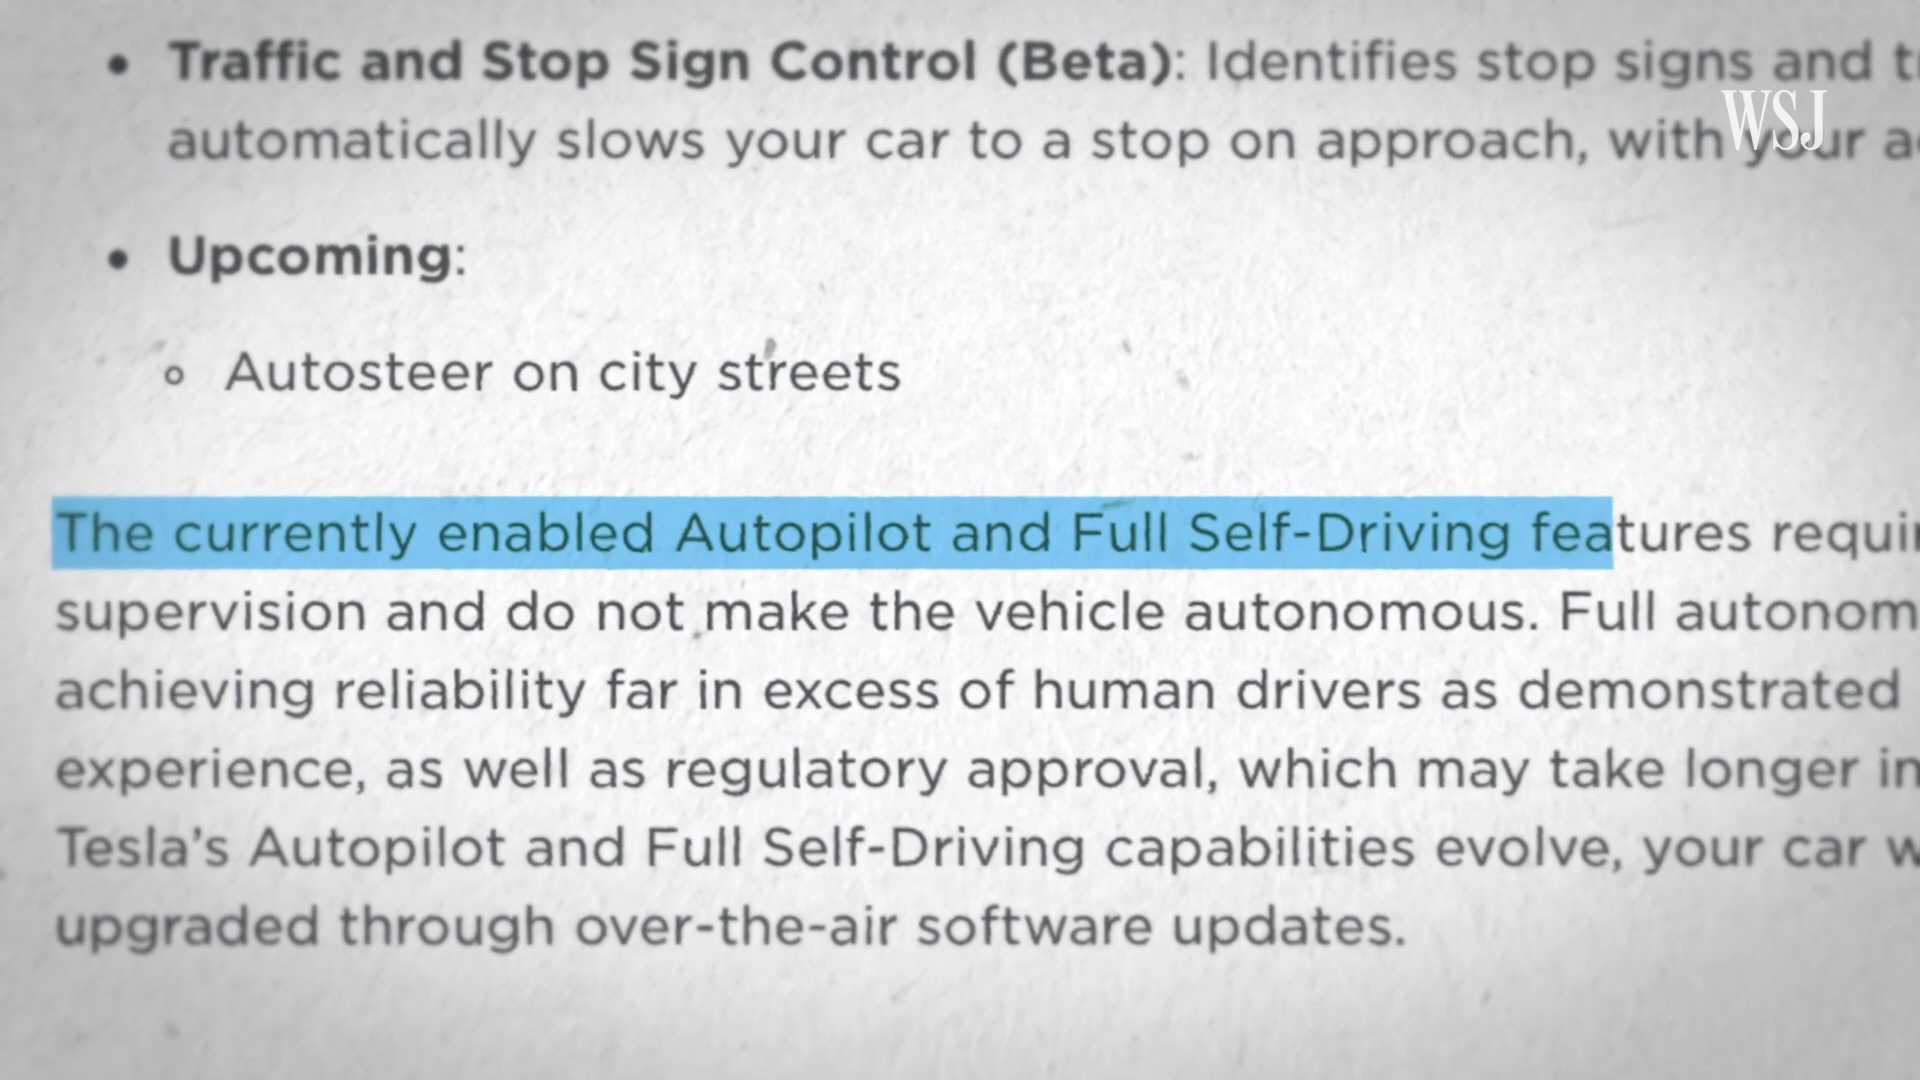 • Traffic and Stop Sign Control (Beta): Identifies stop signs and
automatically slows your car to a stop on approach, with your
WSJ
• Upcoming:
Autosteer on city streets
The currently enabled Autopilot and Full Self-Driving features
supervision and do not make the vehicle autonomous. Full
achieving reliability far in excess of human drivers as demonstrated
experience, as well as regulatory approval, which may take longer
Tesla’s Autopilot and Full Self-Driving capabilities evolve, your car
upgraded through over-the-air software updates.